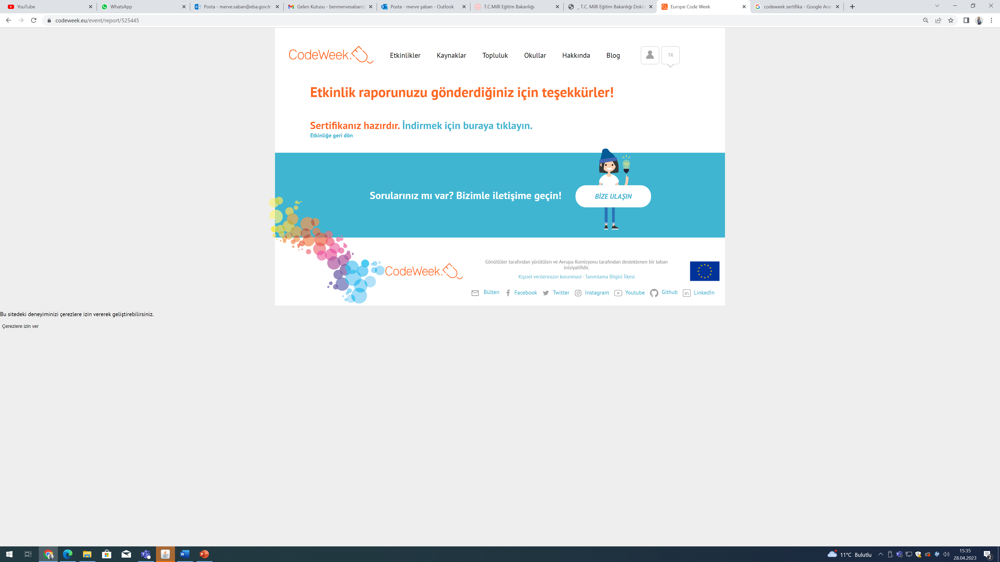 YouTube
WhatsApp
Posta - merve.saban@eba.gov.tr
Gelen Kutusu - benmervesaban@
Posta - merve şaban - Outlook
T.C.Millî Eğitim Bakanlığı
_ T.C. Millî Eğitim Bakanlığı Dokü
Europe Code Week
codeweek sertifika - Google Aram
codeweek.eu/event/report/525445
CodeWeek.
Etkinlikler
Kaynaklar
Topluluk
Okullar
Hakkında
Blog
TR
Etkinlik raporunuzu gönderdiğiniz için teşekkürler!
Sertifikanız hazırdır. İndirmek için buraya tıklayın.
Etkinliğe geri dön
Sorularınız mı var? Bizimle iletişime geçin!
BİZE ULAŞIN
CodeWeek.
Gönüllüler tarafından yürütülen ve Avrupa Komisyonu tarafından desteklenen bir taban
inisiyatifidir.
Kişisel verilerinizin korunmasi - Tanımlama Bilgisi İlkesi
Bülten
Facebook
Twitter
Instagram
Youtube
Github
LinkedIn
Bu sitedeki deneyiminizi çerezlere izin vererek geliştirebilirsiniz.
Çerezlere izin ver
11°C Bulutlu
15:35
28.04.2023
2